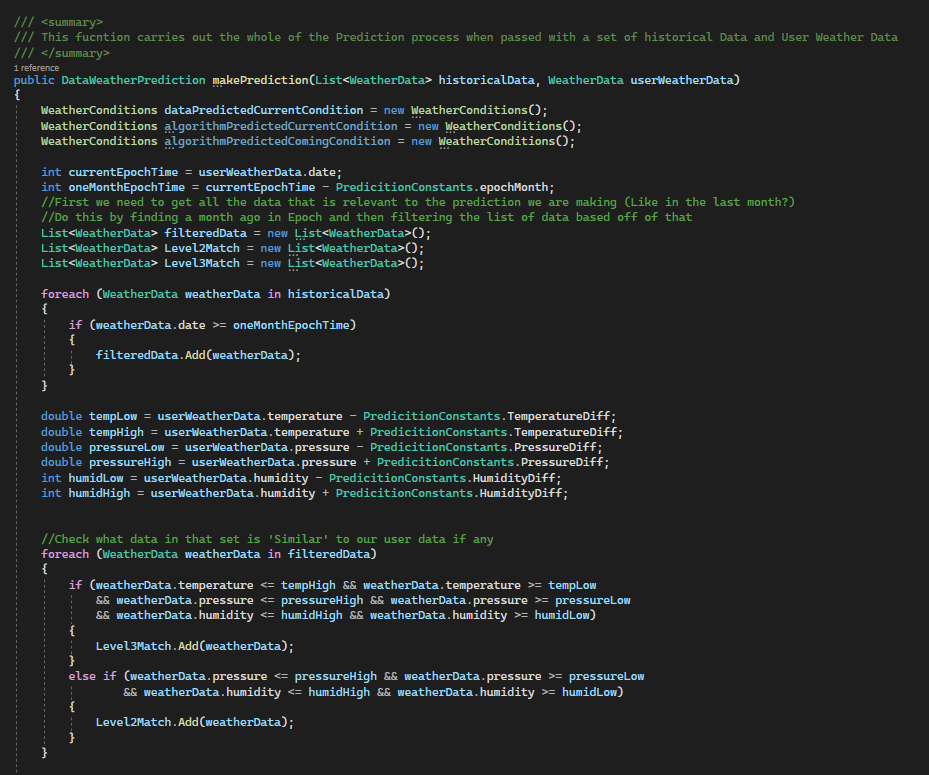 /// <summary>
/// This fucntion carries out the whole of the Prediction process when passed with a set of historical Data and User Weather Data
/// </summary>
1 reference
public DataWeatherPrediction makePrediction(List<WeatherData> historicalData, WeatherData userWeatherData)
{
WeatherConditions dataPredictedCurrentCondition = new WeatherConditions();
WeatherConditions algorithmPredictedCurrentCondition = new WeatherConditions();
WeatherConditions algorithmPredictedComingCondition = new WeatherConditions();
int currentEpochTime = userWeatherData.date;
int oneMonthEpochTime = currentEpochTime - PredicitionConstants.epochMonth;
//First we need to get all the data that is relevant to the prediction we are making (Like in the last month?)
//Do this by finding a month ago in Epoch and then filtering the list of data based off of that
List<WeatherData> filteredData = new List<WeatherData>();
List<WeatherData> Level2Match = new List<WeatherData>();
List<WeatherData> Level3Match = new List<WeatherData>();
foreach (WeatherData weatherData in historicalData)
{
if (weatherData.date >= oneMonthEpochTime)
{
filteredData.Add(weatherData);
}
}
double tempLow = userWeatherData.temperature - PredicitionConstants.TemperatureDiff;
double tempHigh = userWeatherData.temperature + PredicitionConstants.TemperatureDiff;
double pressureLow = userWeatherData.pressure - PredicitionConstants.PressureDiff;
double pressureHigh = userWeatherData.pressure + PredicitionConstants.PressureDiff;
int humidLow = userWeatherData.humidity - PredicitionConstants.HumidityDiff;
int humidHigh = userWeatherData.humidity + PredicitionConstants.HumidityDiff;
//Check what data in that set is 'Similar' to our user data if any
foreach (WeatherData weatherData in filteredData)
{
if (weatherData.temperature <= tempHigh && weatherData.temperature >= tempLow
&& weatherData.pressure <= pressureHigh && weatherData.pressure >= pressureLow
&& weatherData.humidity <= humidHigh && weatherData.humidity >= humidLow)
{
Level3Match.Add(weatherData);
}
else if (weatherData.pressure <= pressureHigh && weatherData.pressure >= pressureLow
&& weatherData.humidity <= humidHigh && weatherData.humidity >= humidLow)
{
Level2Match.Add(weatherData);
}
}